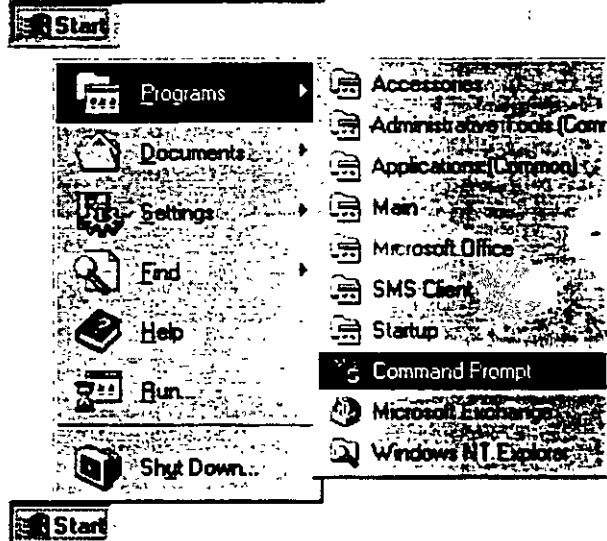 Start
Programs
Documents
Settings
Find
Help
Run...
Shut Down...
Accessories
Administrative Tools (Comm
Applications (Common)
Main
Microsoft Office
SMS Client
Startup
Command Prompt
Microsoft Exchange
Windows NT Explorer
Start